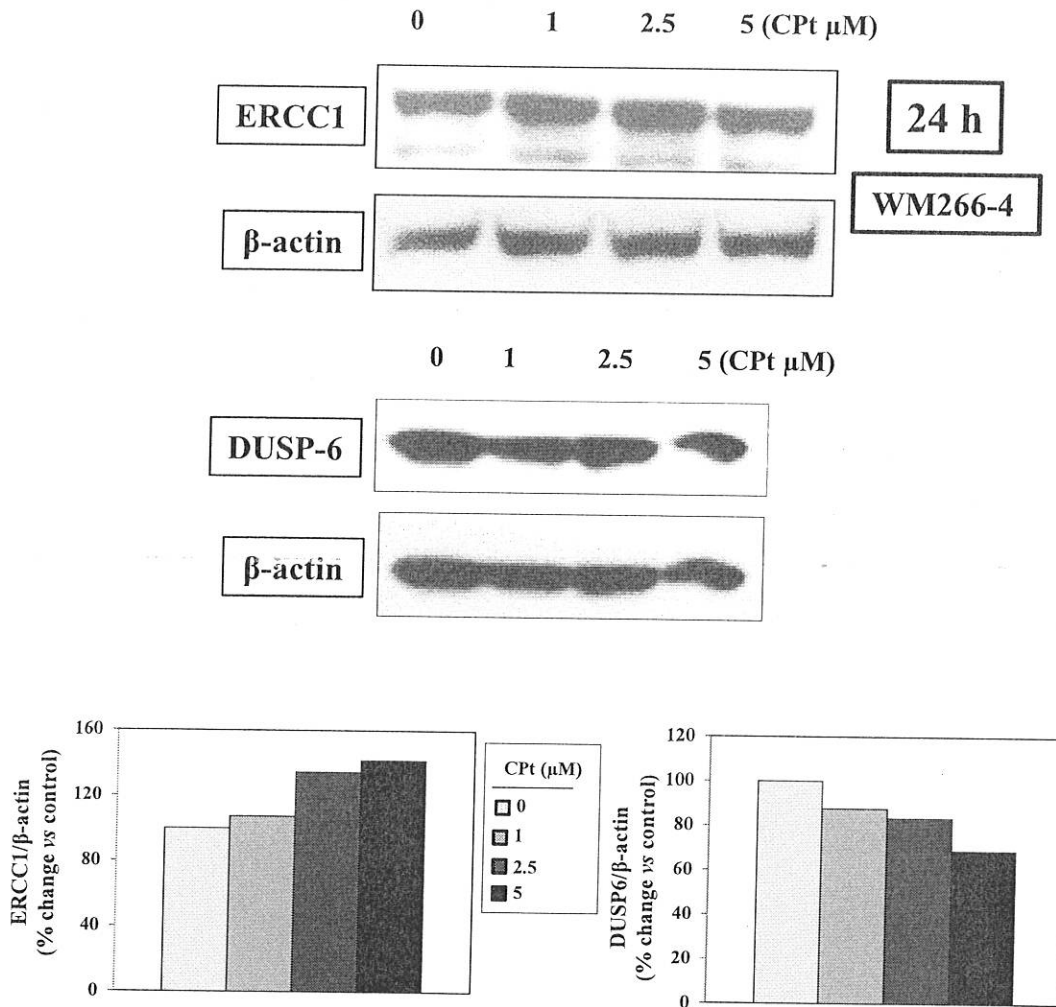 0 1 2.5 5 (CPt µM)
ERCC1
24 h
WM266-4
β-actin
0 1 2.5 5 (CPt µM)
DUSP-6
β-actin
ERCC1/β-actin
(% change vs control)
160
120
80
40
0
CPt (µM)
0
1
2.5
5
DUSP6/β-actin
(% change vs control)
120
100
80
60
40
20
0